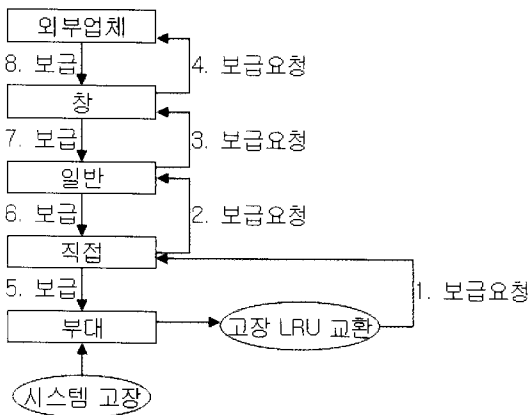 외부업체
8. 보급
4. 보급요청
창
7. 보급
3. 보급요청
일반
6. 보급
2. 보급요청
직접
5. 보급
1. 보급요청
부대
고장 LRU 교환
시스템 고장